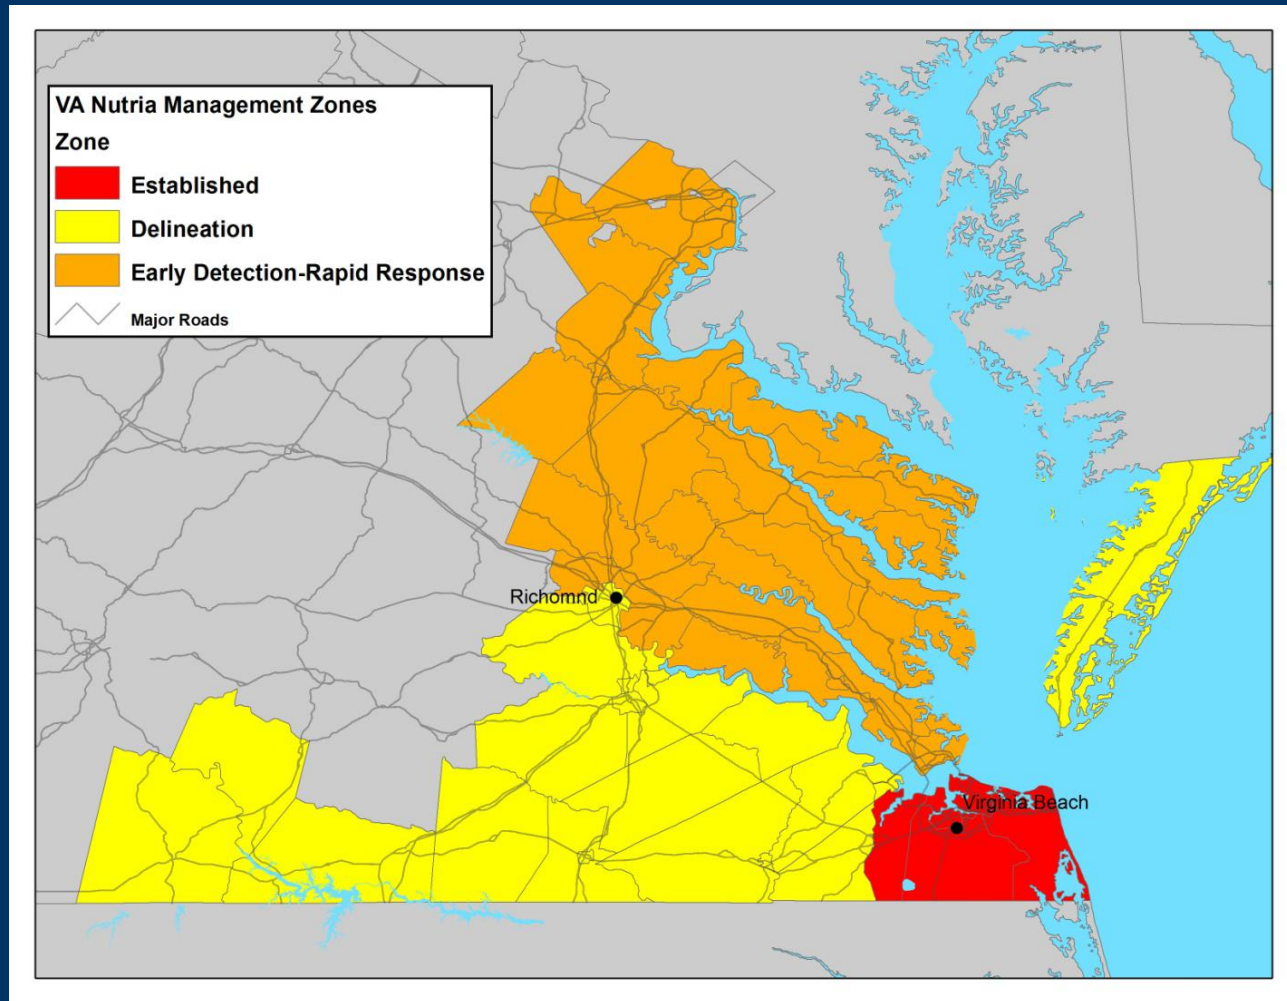 VA Nutria Management Zones
Zone
Established
Delineation
Early Detection-Rapid Response
Major Roads
Richomnd
Virginia Beach